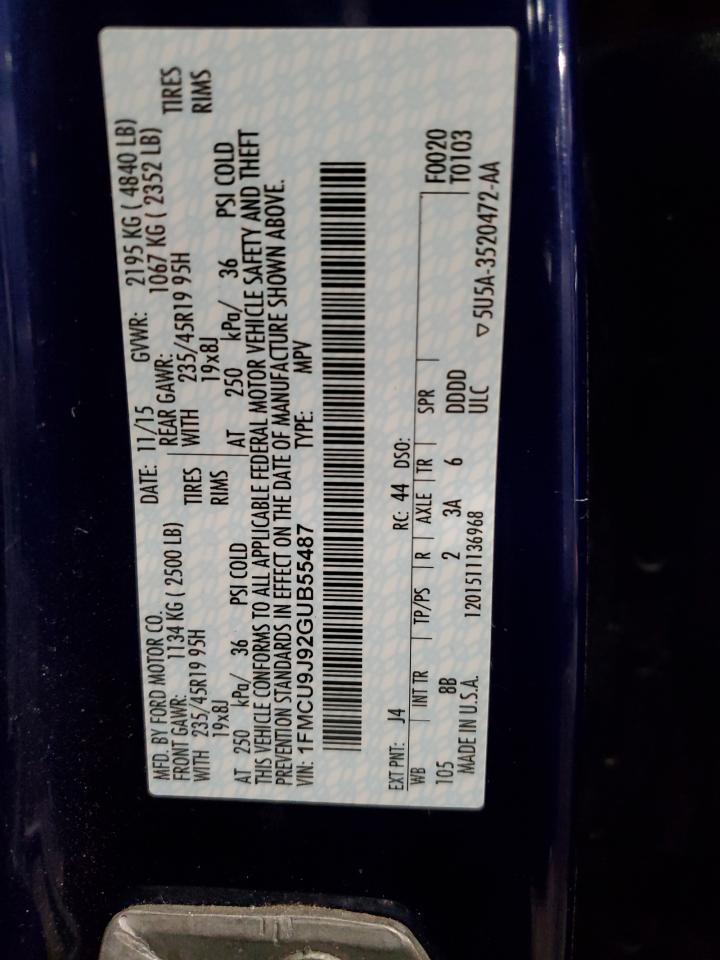 MFD. BY FORD MOTOR CO. DATE: 11/15 GVWR: 2195 KG ( 4840 LB)
FRONT GAWR: 1134 KG ( 2500 LB) REAR GAWR: 1067 KG ( 2352 LB)
WITH 235/45R19 95H TIRES WITH 235/45R19 95H TIRES
19x8J RIMS 19x8J RIMS
AT 250 kPa/ 36 PSI COLD AT 250 kPa/ 36 PSI COLD
THIS VEHICLE CONFORMS TO ALL APPLICABLE FEDERAL MOTOR VEHICLE SAFETY AND THEFT
PREVENTION STANDARDS IN EFFECT ON THE DATE OF MANUFACTURE SHOWN ABOVE.
VIN: 1FMCU9J92GUB55487 TYPE: MPV
EXT PNT: J4 RC: 44 DSO: F0020
WB INT TR TP/PS R AXLE TR SPR T0103
105 8B 2 3A 6 DDDD
MADE IN U.S.A. 1201511136968 ULC ▽5U5A-3520472-AA